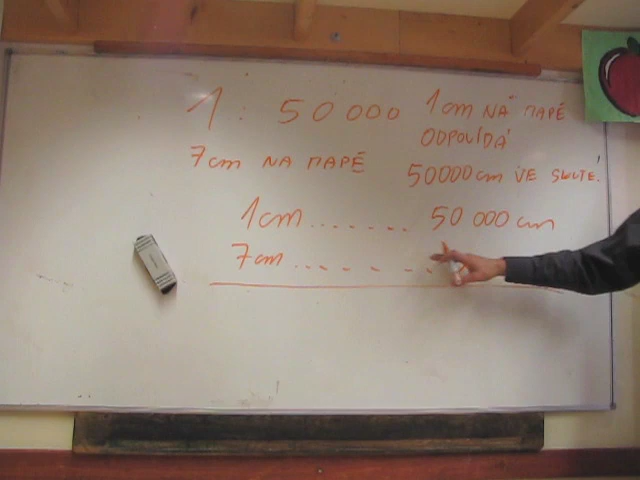 1 : 50 000
1cm NA MAPĚ
ODPOVÍDÁ
50000cm VE SKUTE.
7cm NA MAPĚ
1cm ....... 50 000 cm
7cm .......